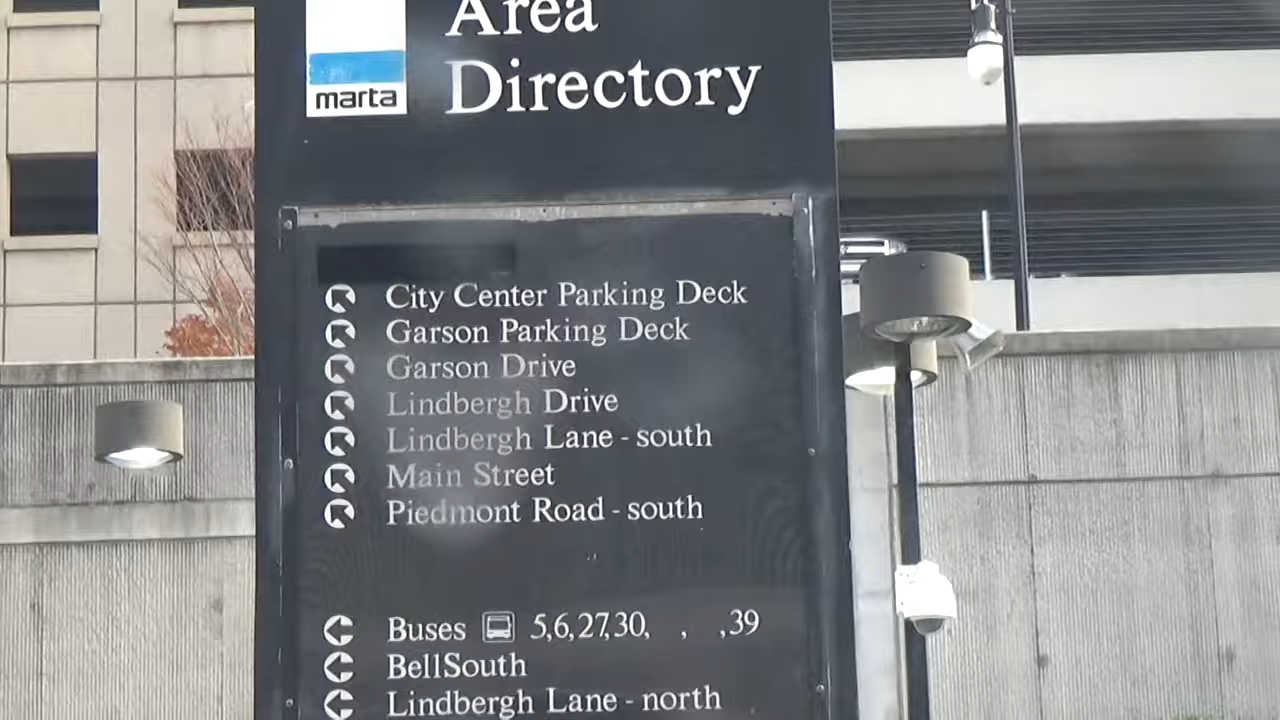 marta
Area
Directory
City Center Parking Deck
Garson Parking Deck
Garson Drive
Lindbergh Drive
Lindbergh Lane - south
Main Street
Piedmont Road - south
Buses 5,6,27,30, , ,39
BellSouth
Lindbergh Lane - north